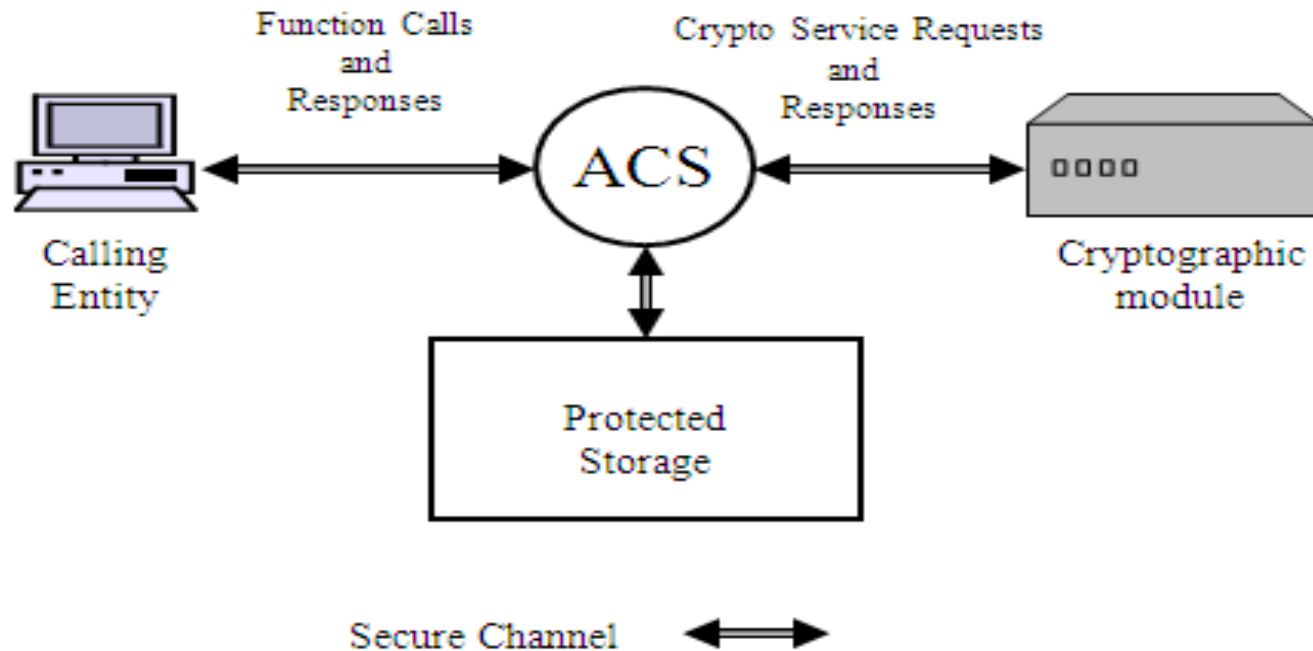 Function Calls
and
Responses
Crypto Service Requests
and
Responses
ACS
Calling
Entity
Cryptographic
module
Protected
Storage
Secure Channel